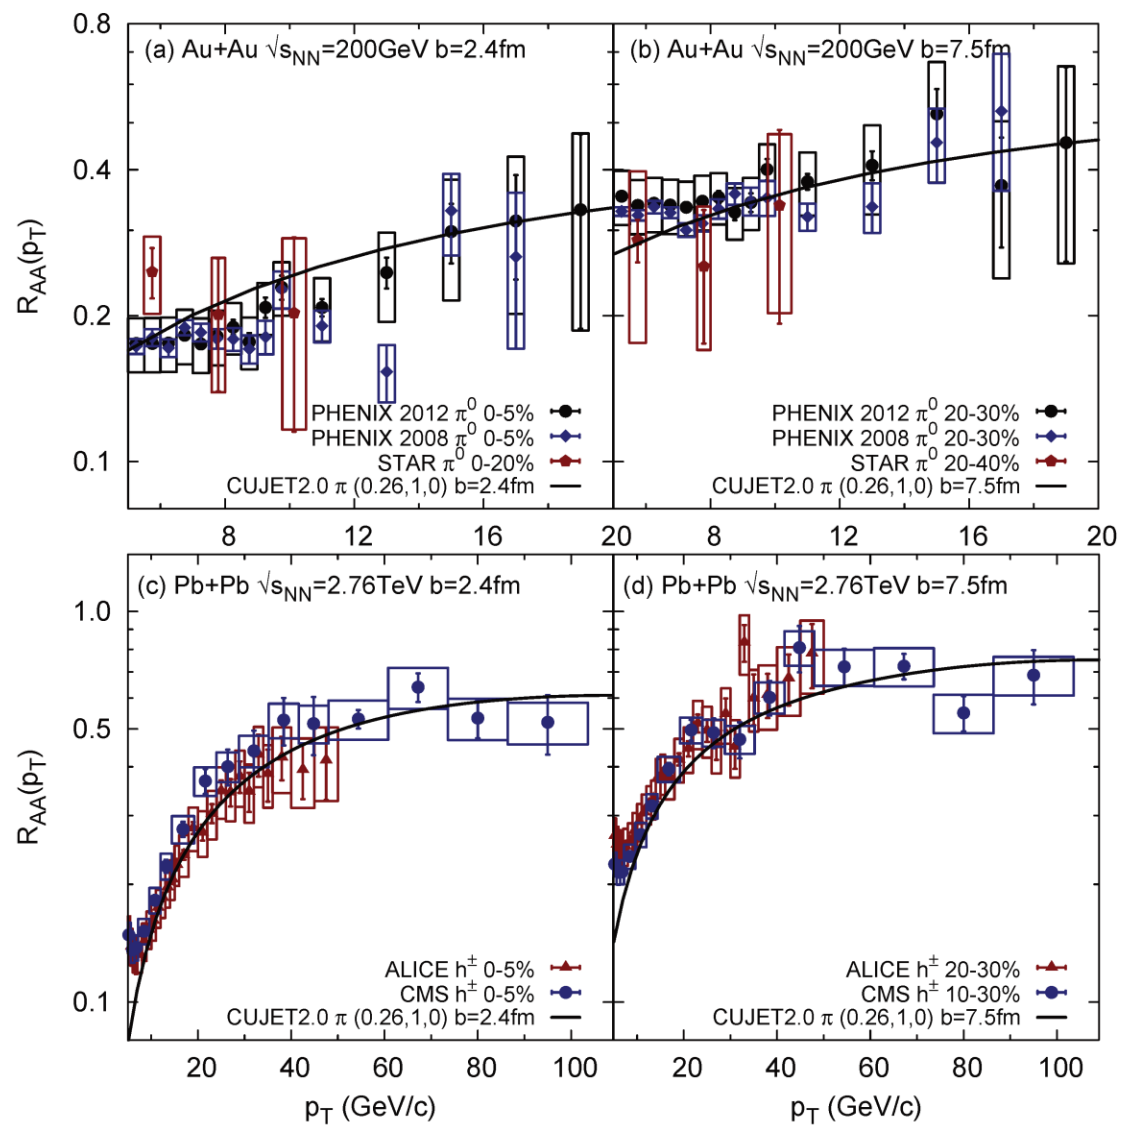 (a) Au+Au √sNN=200GeV b=2.4fm
(b) Au+Au √sNN=200GeV b=7.5fm
0.8
0.4
0.2
0.1
RAA(pT)
PHENIX 2012 π0 0-5%
PHENIX 2008 π0 0-5%
STAR π0 0-20%
CUJET2.0 π (0.26,1,0) b=2.4fm
PHENIX 2012 π0 20-30%
PHENIX 2008 π0 20-30%
STAR π0 20-40%
CUJET2.0 π (0.26,1,0) b=7.5fm
8 12 16 20 8 12 16 20
(c) Pb+Pb √sNN=2.76TeV b=2.4fm
(d) Pb+Pb √sNN=2.76TeV b=7.5fm
1.0
0.5
0.1
RAA(pT)
ALICE h± 0-5%
CMS h± 0-5%
CUJET2.0 π (0.26,1,0) b=2.4fm
ALICE h± 20-30%
CMS h± 10-30%
CUJET2.0 π (0.26,1,0) b=7.5fm
20 40 60 80 100 20 40 60 80 100
pT (GeV/c) pT (GeV/c)